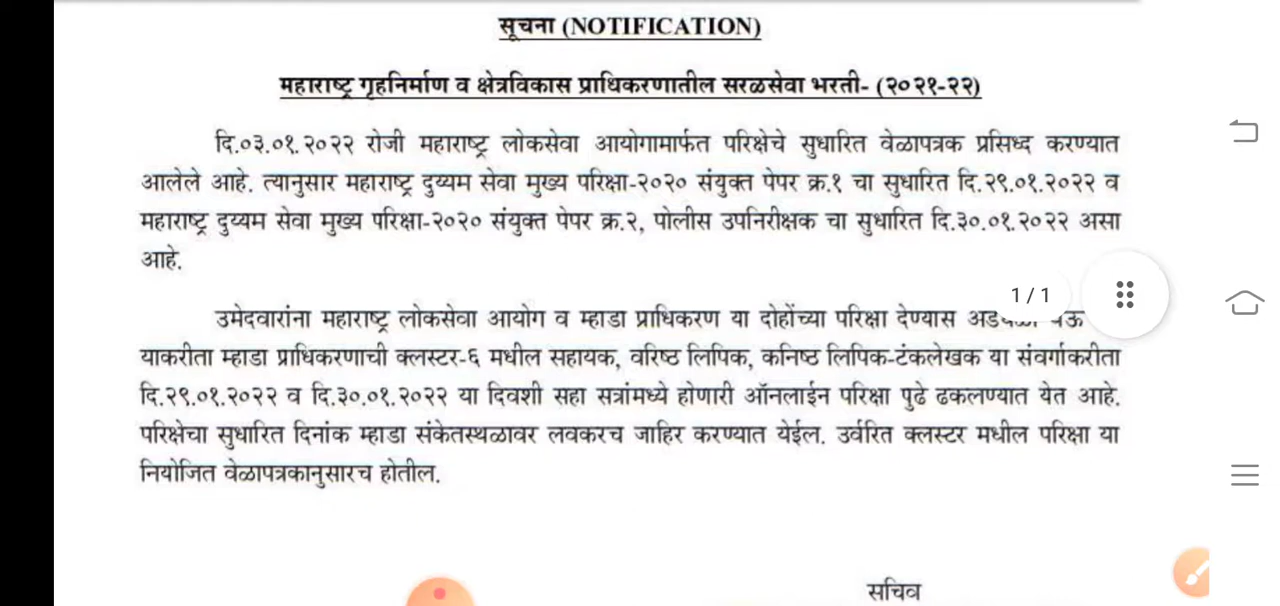 सूचना (NOTIFICATION)
महाराष्ट्र गृहनिर्माण व क्षेत्रविकास प्राधिकरणातील सरळसेवा भरती- (२०२१-२२)
दि.०३.०१.२०२२ रोजी महाराष्ट्र लोकसेवा आयोगामार्फत परिक्षेचे सुधारित वेळापत्रक प्रसिध्द करण्यात
आलेले आहे. त्यानुसार महाराष्ट्र दुय्यम सेवा मुख्य परिक्षा-२०२० संयुक्त पेपर क्र.१ चा सुधारित दि.२९.०१.२०२२ व
महाराष्ट्र दुय्यम सेवा मुख्य परिक्षा-२०२० संयुक्त पेपर क्र.२, पोलीस उपनिरीक्षक चा सुधारित दि.३०.०१.२०२२ असा
आहे.
1 / 1
उमेदवारांना महाराष्ट्र लोकसेवा आयोग व म्हाडा प्राधिकरण या दोहोंच्या परिक्षा देण्यास
याकरीता म्हाडा प्राधिकरणाची क्लस्टर-६ मधील सहायक, वरिष्ठ लिपिक, कनिष्ठ लिपिक-टंकलेखक या संवर्गाकरीता
दि.२९.०१.२०२२ व दि.३०.०१.२०२२ या दिवशी सहा सत्रांमध्ये होणारी ऑनलाईन परिक्षा पुढे ढकलण्यात येत आहे.
परिक्षेचा सुधारित दिनांक म्हाडा संकेतस्थळावर लवकरच जाहिर करण्यात येईल. उर्वरित क्लस्टर मधील परिक्षा या
नियोजित वेळापत्रकानुसारच होतील.
सचिव